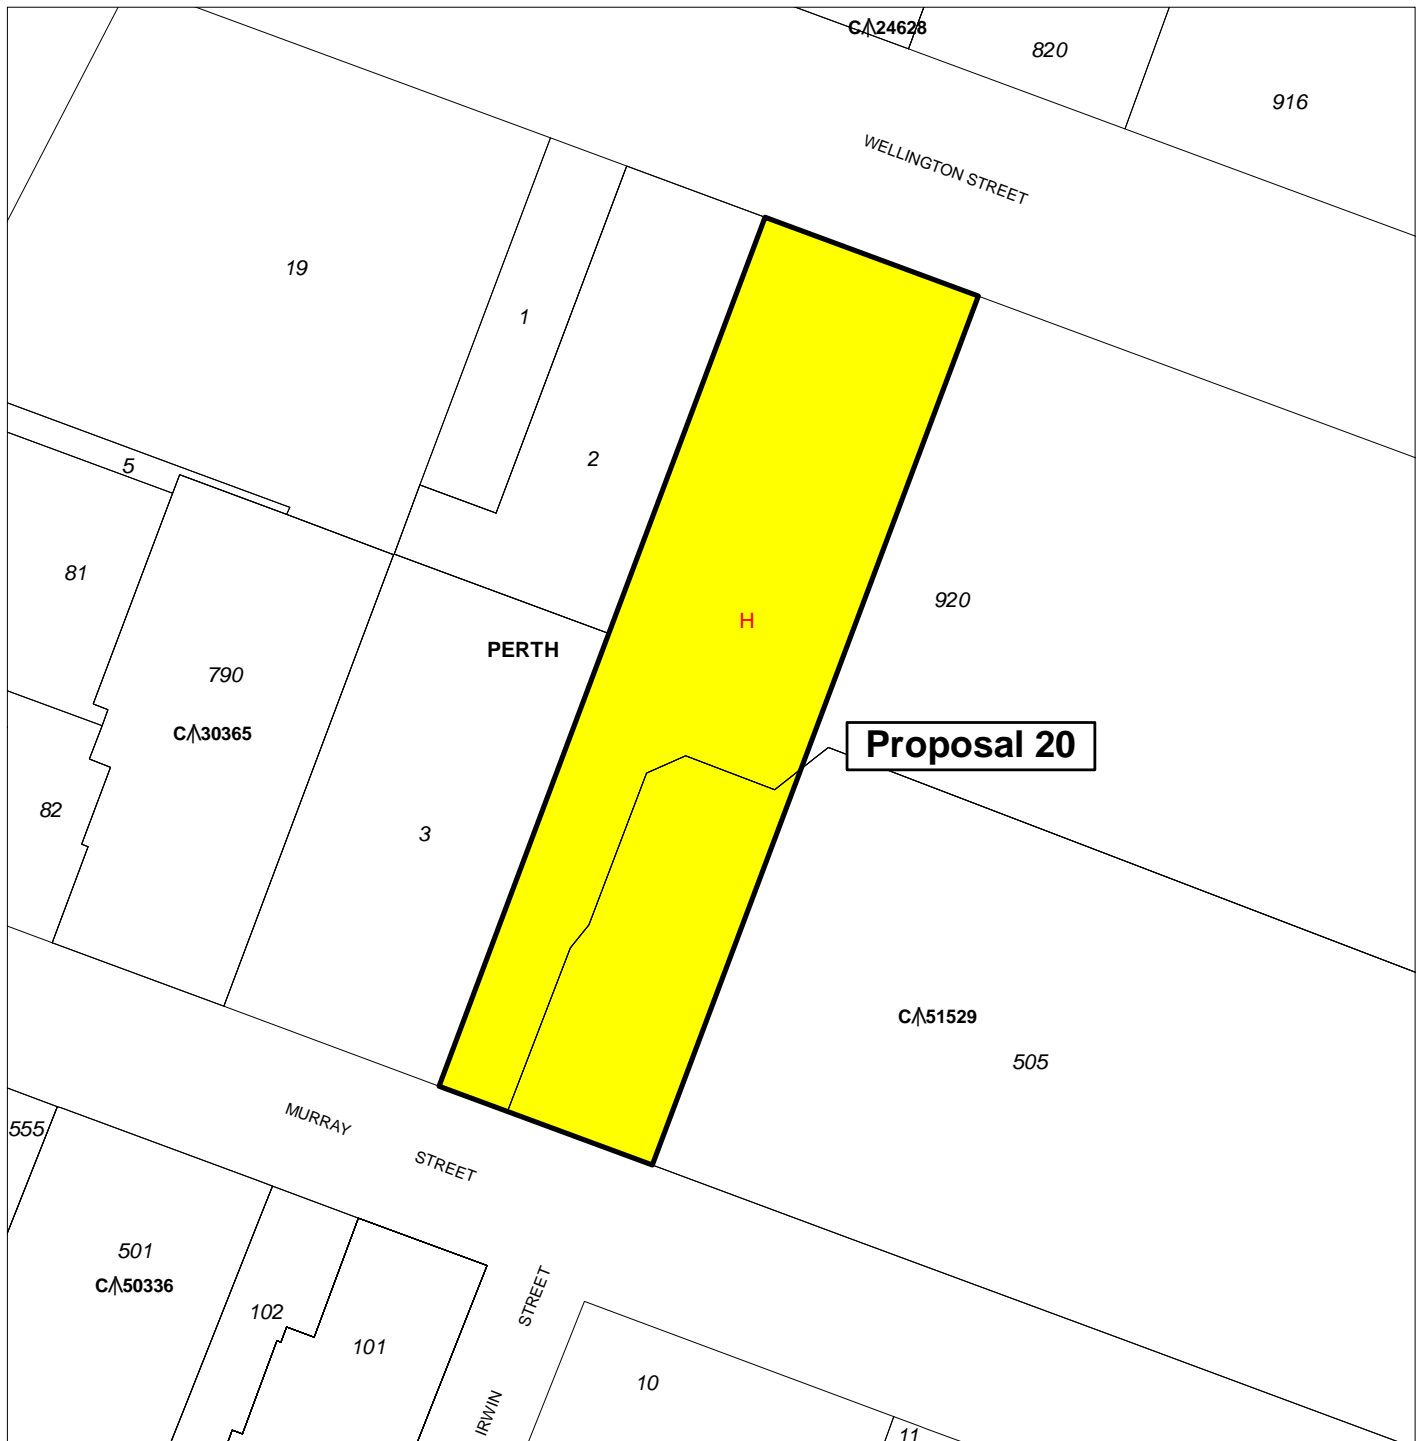 C/\24628
820
916
WELLINGTON STREET
19
1
2
5
81
H
920
PERTH
790
C/\30365
Proposal 20
82
3
C/\51529
505
MURRAY STREET
555
501
C/\50336
102
101
IRWIN STREET
10
11